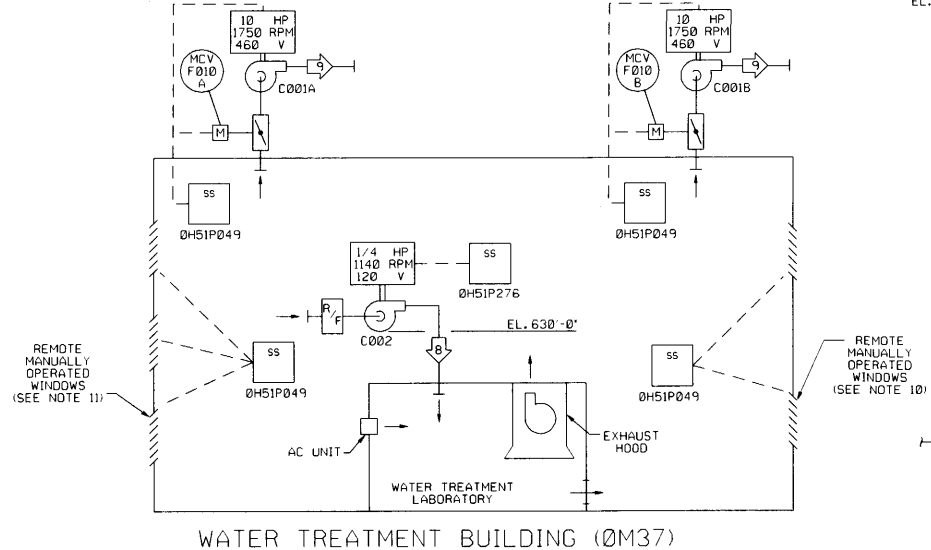 EL.
10 HP
1750 RPM
460 V
10 HP
1750 RPM
460 V
MCV
F010
A
9
C001A
M
MCV
F010
B
9
C001B
M
SS
0H51P049
SS
0H51P049
1/4 HP
1140 RPM
120 V
SS
0H51P276
R/F
C002
EL. 630'-0"
8
REMOTE
MANUALLY
OPERATED
WINDOWS
(SEE NOTE 11)
SS
0H51P049
SS
0H51P049
REMOTE
MANUALLY
OPERATED
WINDOWS
(SEE NOTE 10)
AC UNIT
EXHAUST
HOOD
WATER TREATMENT
LABORATORY
WATER TREATMENT BUILDING (0M37)